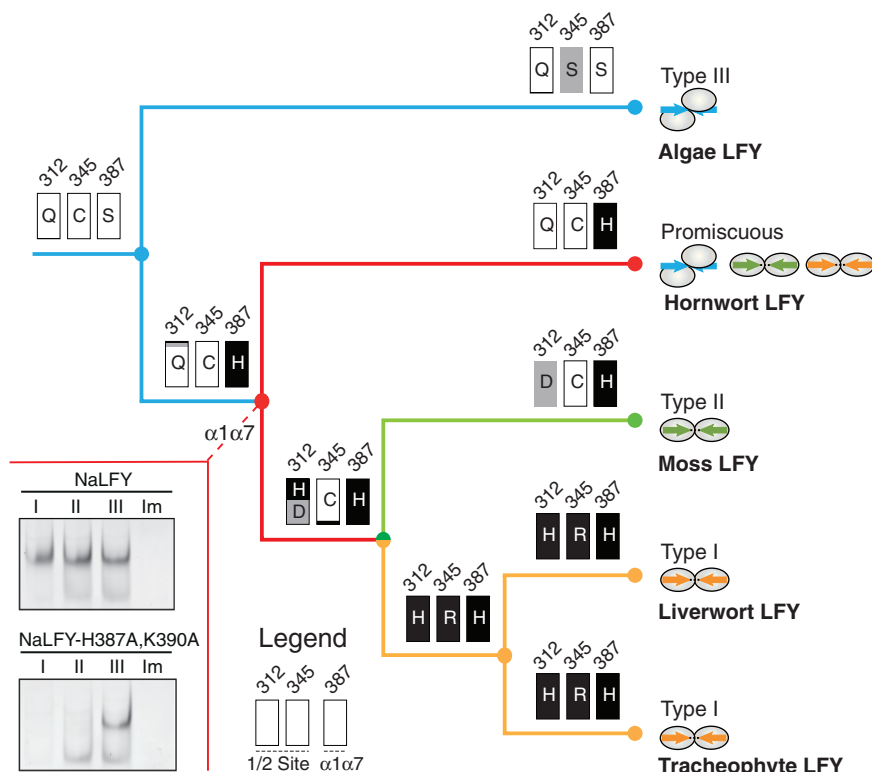 312 345 387
Q S S
Type III
Algae LFY
312 345 387
Q C S
312 345 387
Q C H
Promiscuous
Hornwort LFY
312 345 387
Q C H
α1α7
312 345 387
D C H
Type II
Moss LFY
312 345 387
H D C H
NaLFY
I II III Im
312 345 387
H R H
Type I
Liverwort LFY
312 345 387
H R H
NaLFY-H387A,K390A
I II III Im
Legend
312 345 387
1/2 Site α1α7
312 345 387
H R H
Type I
Tracheophyte LFY